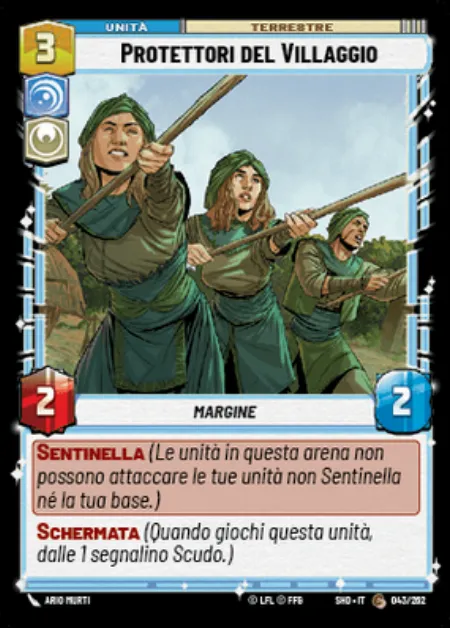 UNITÀ
TERRESTRE
3
PROTETTORI DEL VILLAGGIO
2
MARGINE
2
SENTINELLA (Le unità in questa arena non
possono attaccare le tue unità non Sentinella
né la tua base.)
SCHERMATA (Quando giochi questa unità,
dalle 1 segnalino Scudo.)
ARIO MURTI
© LFL © FFG
SHD • IT
043/262